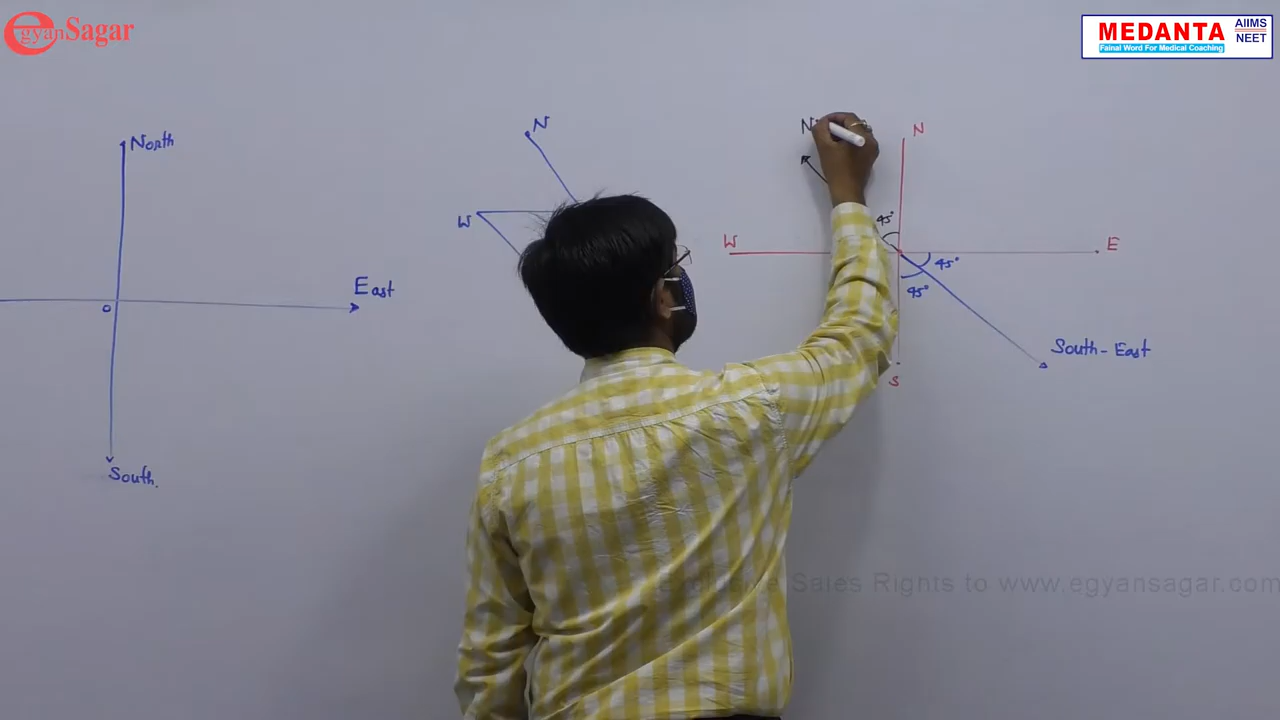 egyanSagar
MEDANTA AIIMS NEET
Fainal Word For Medical Coaching
North
East
o
South.
N
W
N
N
W
E
S
45°
45°
45°
South-East
Exclusive Sales Rights to www.egyansagar.com